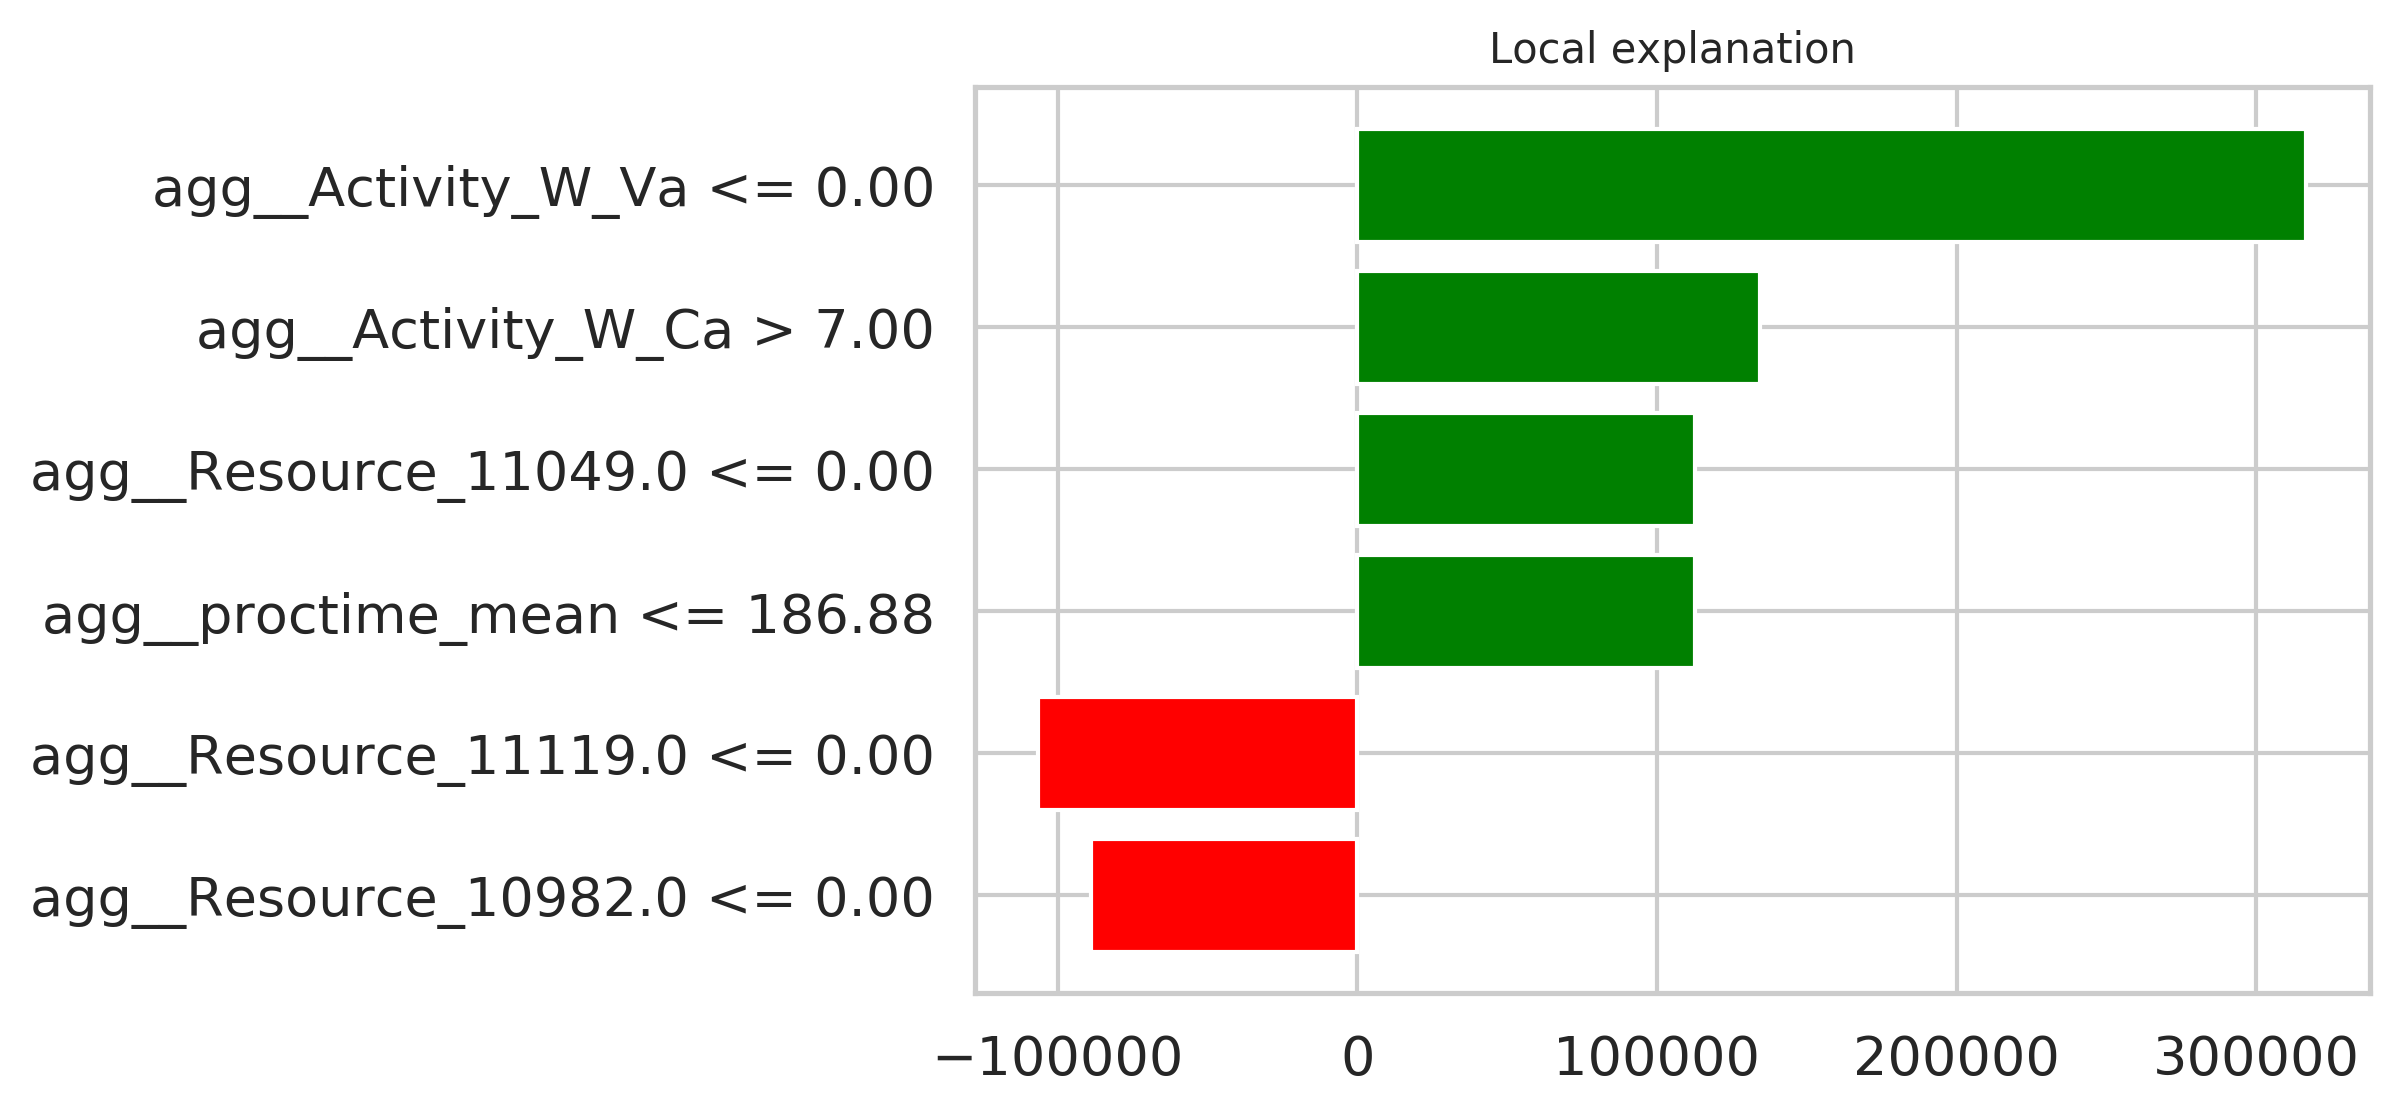 Local explanation
agg__Activity_W_Va <= 0.00
agg__Activity_W_Ca > 7.00
agg__Resource_11049.0 <= 0.00
agg__proctime_mean <= 186.88
agg__Resource_11119.0 <= 0.00
agg__Resource_10982.0 <= 0.00
−100000 0 100000 200000 300000